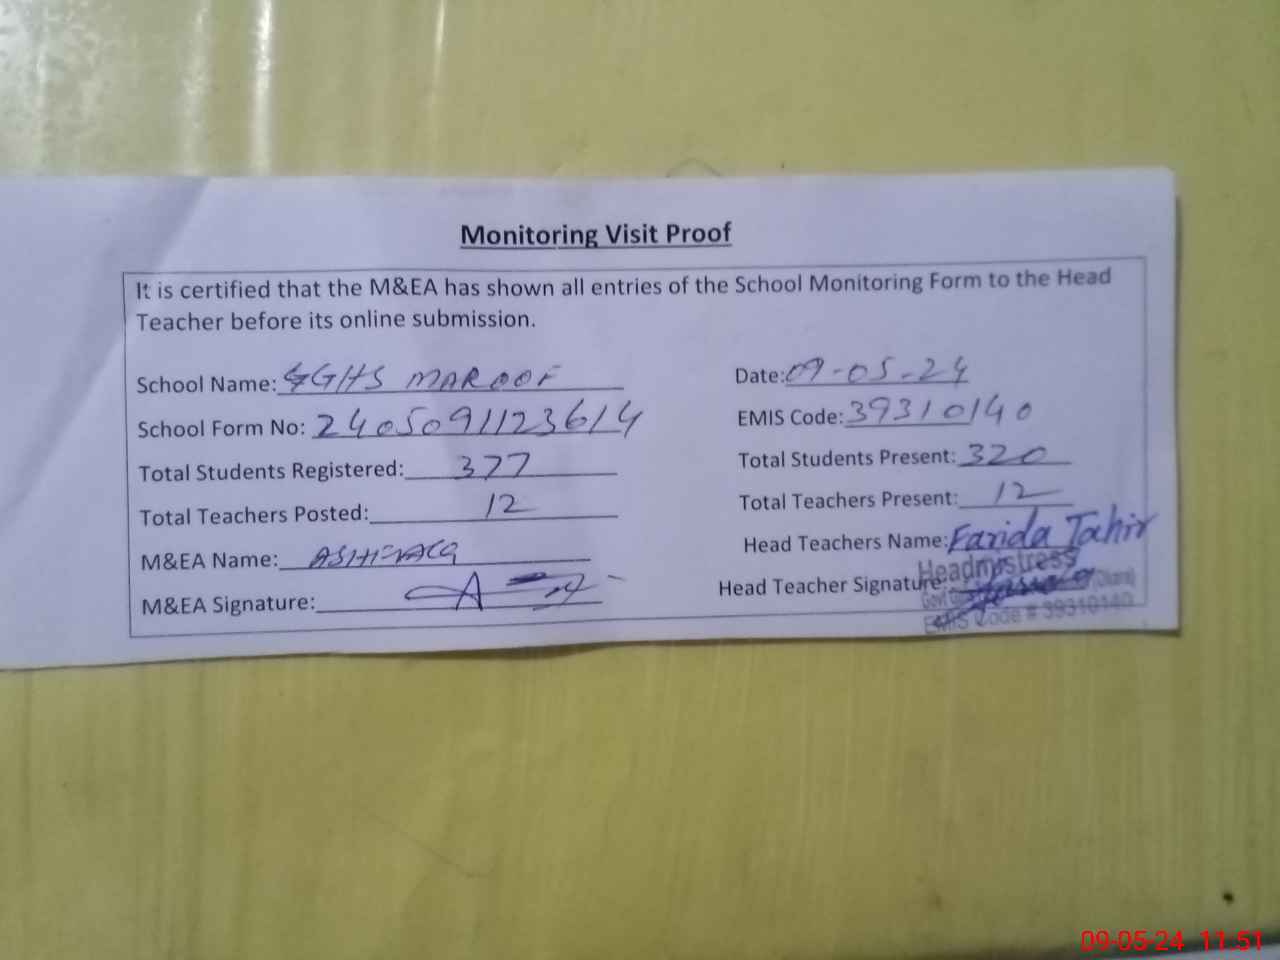 Monitoring Visit Proof
It is certified that the M&EA has shown all entries of the School Monitoring Form to the Head
Teacher before its online submission.
School Name: GGHS MAROOF
Date: 09-05-24
School Form No: 2405091123614
EMIS Code: 39310140
Total Students Registered: 377
Total Students Present: 320
Total Teachers Posted: 12
Total Teachers Present: 12
M&EA Name:
Head Teachers Name: Farida Tahir
M&EA Signature:
Head Teacher Signature:
Headmistress
Govt
EMIS Code # 39310140
09-05-24 11:51